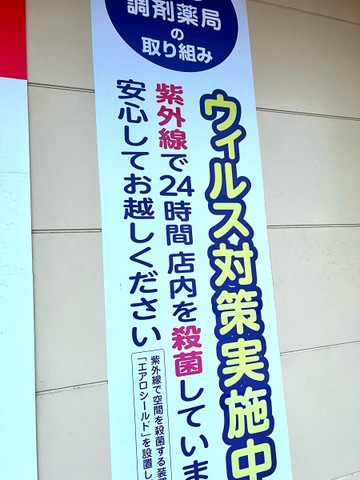 調剤薬局
の
取り組み
ウィルス対策実施中
紫外線で24時間店内を殺菌していま
安心してお越しください
紫外線で空間を殺菌する装
「エアロシールド」を設置し